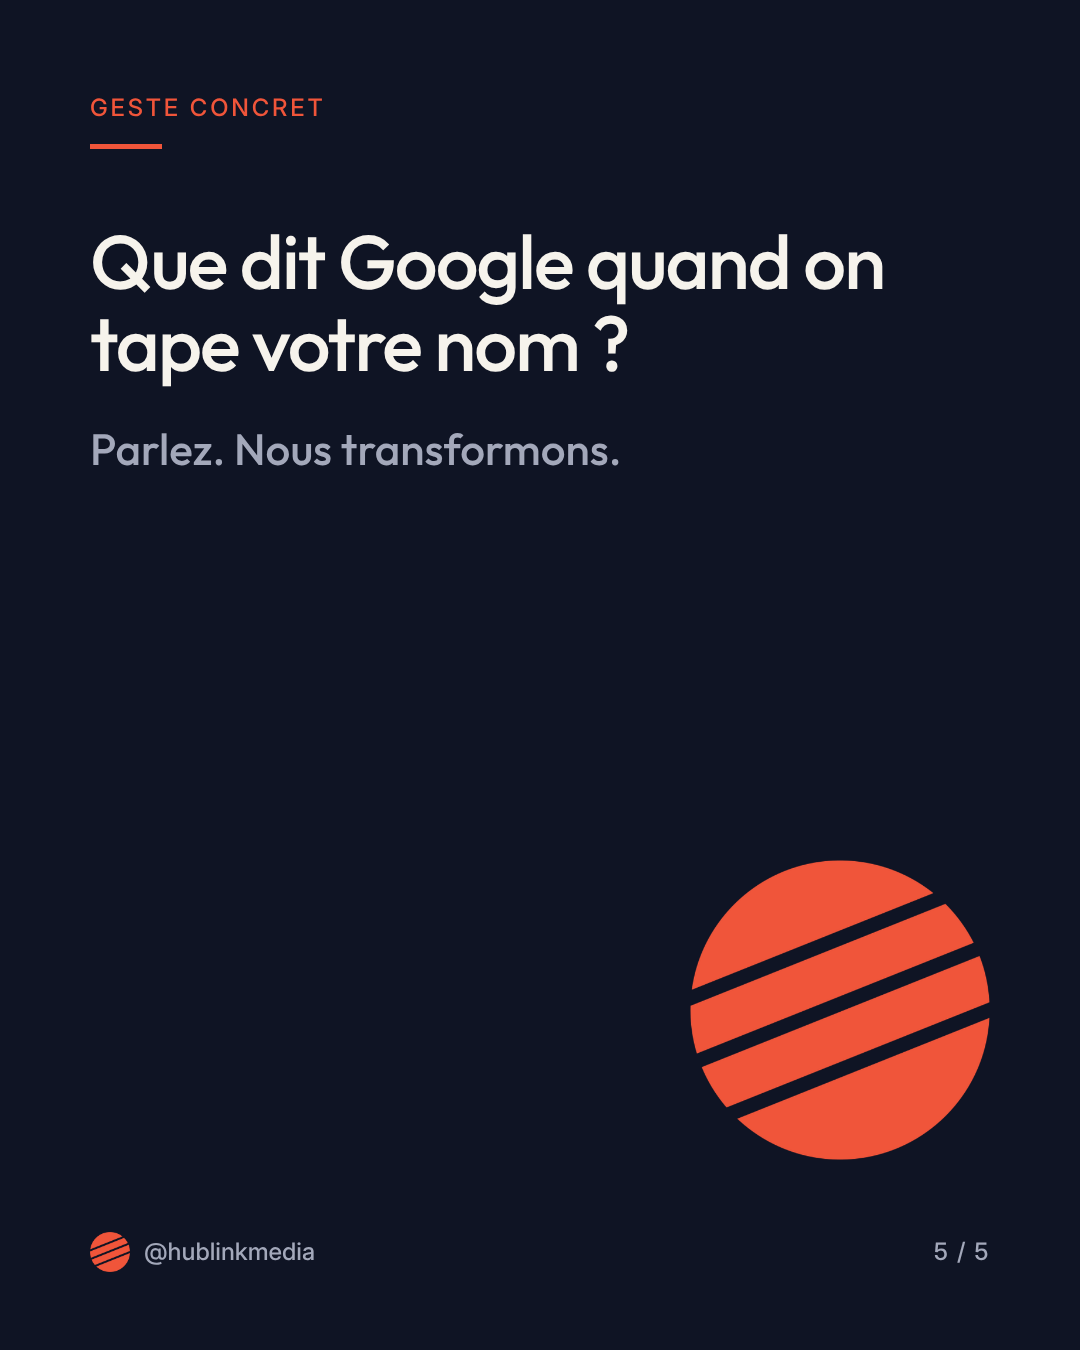 GESTE CONCRET
Que dit Google quand on
tape votre nom ?
Parlez. Nous transformons.
@hublinkmedia
5 / 5